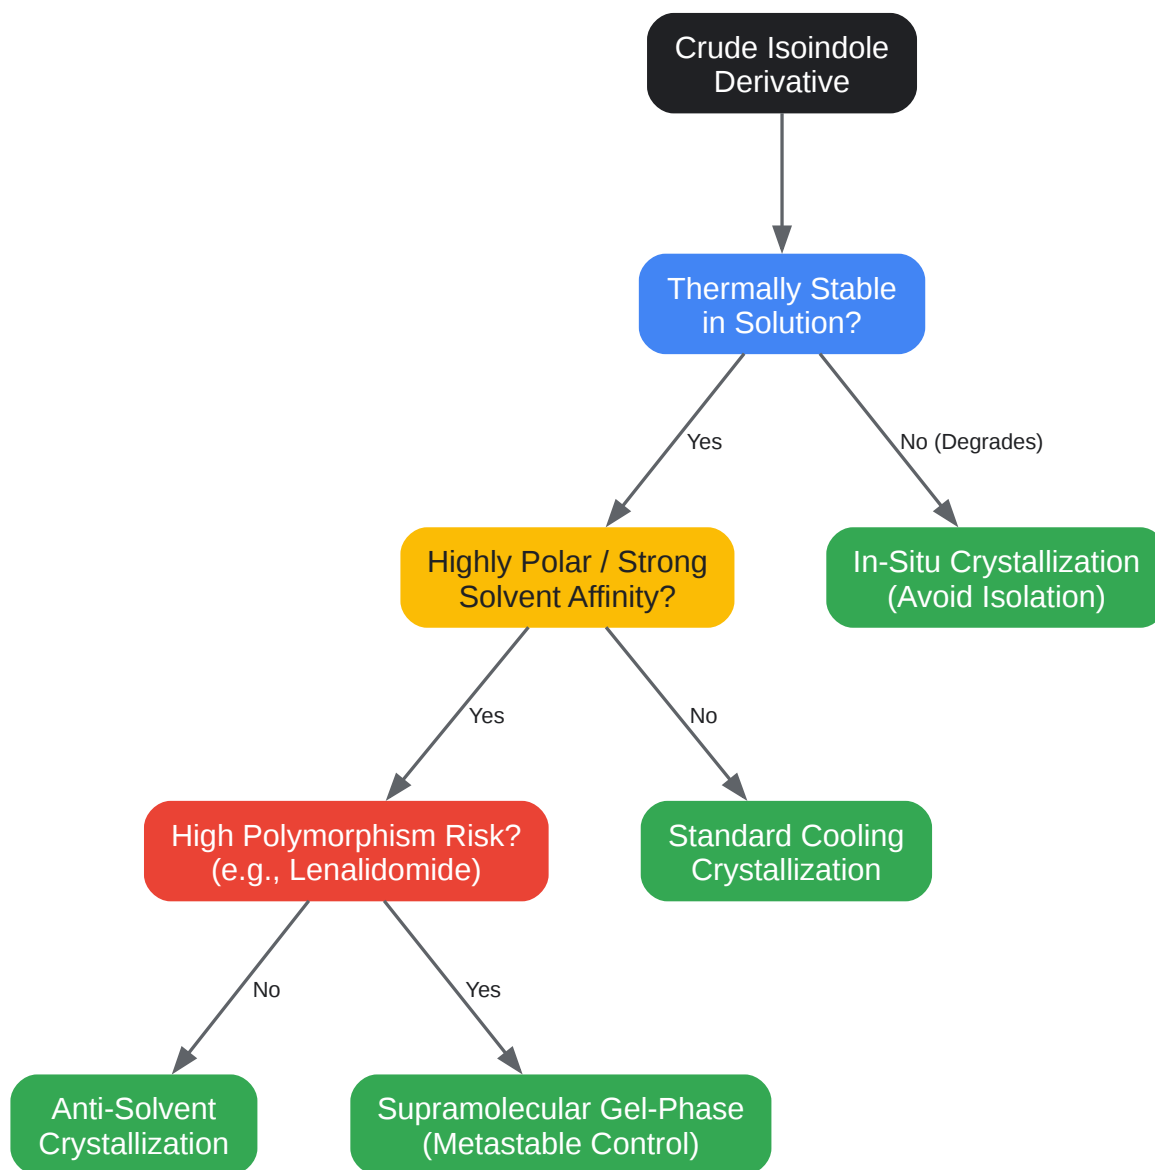 Crude Isoindole
Derivative
Thermally Stable
in Solution?
Yes
No (Degrades)
Highly Polar / Strong
Solvent Affinity?
In-Situ Crystallization
(Avoid Isolation)
Yes
No
High Polymorphism Risk?
(e.g., Lenalidomide)
Standard Cooling
Crystallization
No
Yes
Anti-Solvent
Crystallization
Supramolecular Gel-Phase
(Metastable Control)